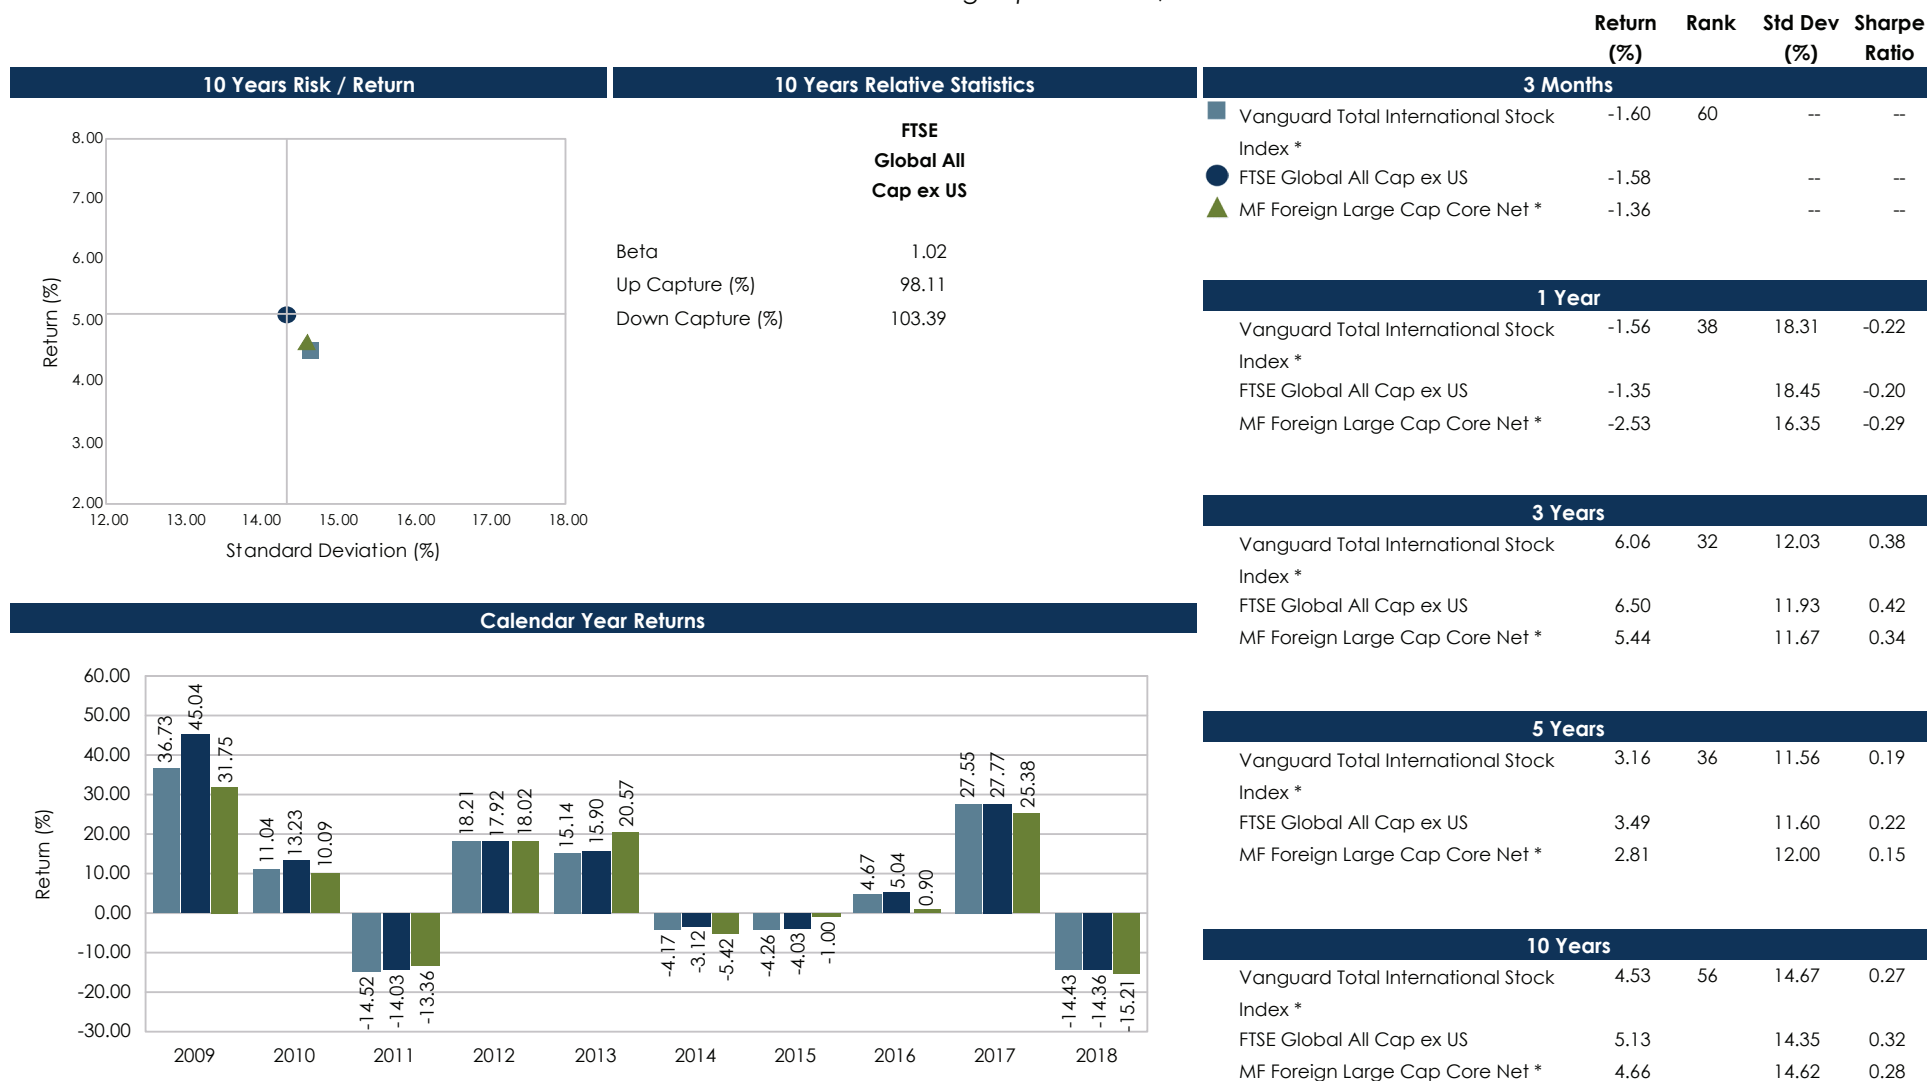 Return Rank Std Dev Sharpe
(%) (%) Ratio
10 Years Risk / Return
8.00
7.00
6.00
5.00
4.00
3.00
2.00
Return (%)
12.00 13.00 14.00 15.00 16.00 17.00 18.00
Standard Deviation (%)
10 Years Relative Statistics
FTSE
Global All
Cap ex US
Beta 1.02
Up Capture (%) 98.11
Down Capture (%) 103.39
Calendar Year Returns
60.00
50.00
40.00
30.00
20.00
10.00
0.00
-10.00
-20.00
-30.00
Return (%)
36.73 45.04 31.75
11.04 13.23 10.09
-14.52 -14.03 -13.36
18.21 17.92 18.02
15.14 15.90 20.57
-4.17 -3.12 -5.42
-4.26 -4.03 -1.00
4.67 5.04 0.90
27.55 27.77 25.38
-14.43 -14.36 -15.21
2009 2010 2011 2012 2013 2014 2015 2016 2017 2018
3 Months
Vanguard Total International Stock -1.60 60 -- --
Index *
FTSE Global All Cap ex US -1.58 -- --
MF Foreign Large Cap Core Net * -1.36 -- --
1 Year
Vanguard Total International Stock -1.56 38 18.31 -0.22
Index *
FTSE Global All Cap ex US -1.35 18.45 -0.20
MF Foreign Large Cap Core Net * -2.53 16.35 -0.29
3 Years
Vanguard Total International Stock 6.06 32 12.03 0.38
Index *
FTSE Global All Cap ex US 6.50 11.93 0.42
MF Foreign Large Cap Core Net * 5.44 11.67 0.34
5 Years
Vanguard Total International Stock 3.16 36 11.56 0.19
Index *
FTSE Global All Cap ex US 3.49 11.60 0.22
MF Foreign Large Cap Core Net * 2.81 12.00 0.15
10 Years
Vanguard Total International Stock 4.53 56 14.67 0.27
Index *
FTSE Global All Cap ex US 5.13 14.35 0.32
MF Foreign Large Cap Core Net * 4.66 14.62 0.28